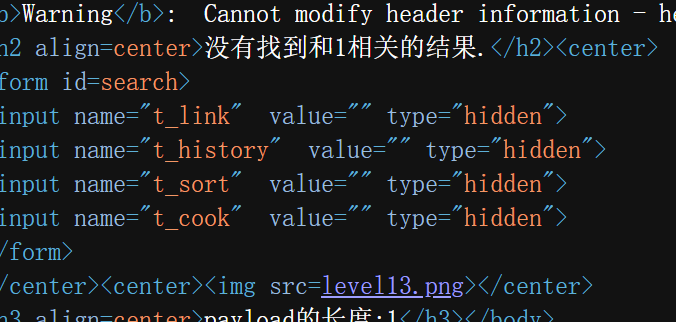 b>Warning</b>:  Cannot modify header information - he
h2 align=center>没有找到和1相关的结果.</h2><center>
form id=search>
input name="t_link"  value="" type="hidden">
input name="t_history"  value="" type="hidden">
input name="t_sort"  value="" type="hidden">
input name="t_cook"  value="" type="hidden">
/form>
/center><center><img src=level13.png></center>
h3 align=center>payload的长度:1</h3></body>